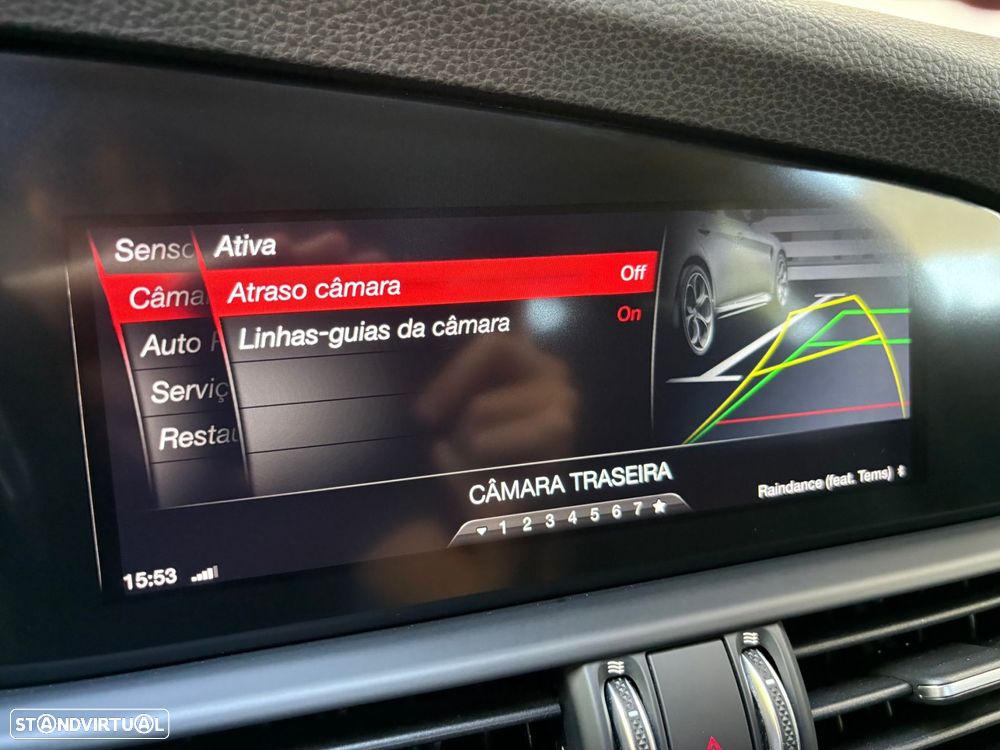 Senso
Câma
Auto
Serviç
Restau
Ativa
Atraso câmara Off
Linhas-guias da câmara On
CÂMARA TRASEIRA
1 2 3 4 5 6 7
Raindance (feat. Tems)
15:53
STANDVIRTUAL